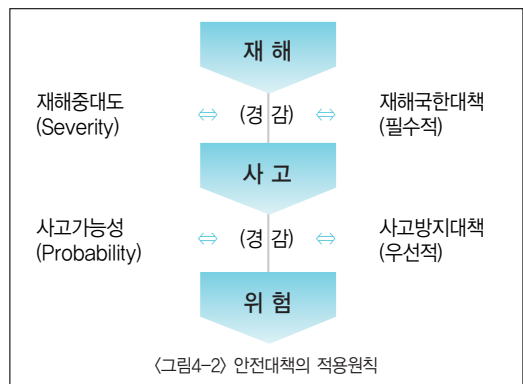 재 해
재해중대도 ⇔ (경 감) ⇔ 재해국한대책
(Severity) (필수적)
사 고
사고가능성 ⇔ (경 감) ⇔ 사고방지대책
(Probability) (우선적)
위 험
〈그림4-2〉 안전대책의 적용원칙